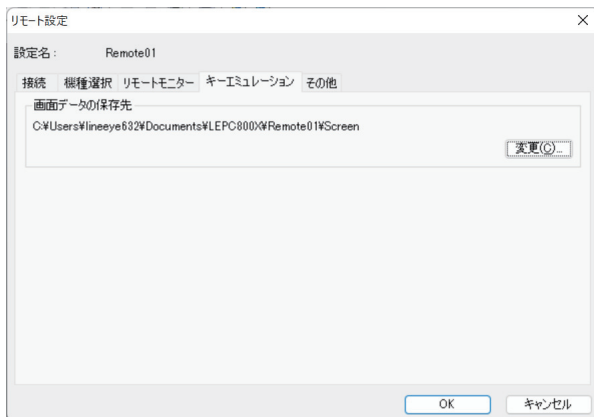 リモート設定
設定名： Remote01
接続 機種選択 リモートモニター キーエミュレーション その他
画面データの保存先
C:¥Users¥lineeye632¥Documents¥LEPC800X¥Remote01¥Screen
変更(C)...
OK キャンセル